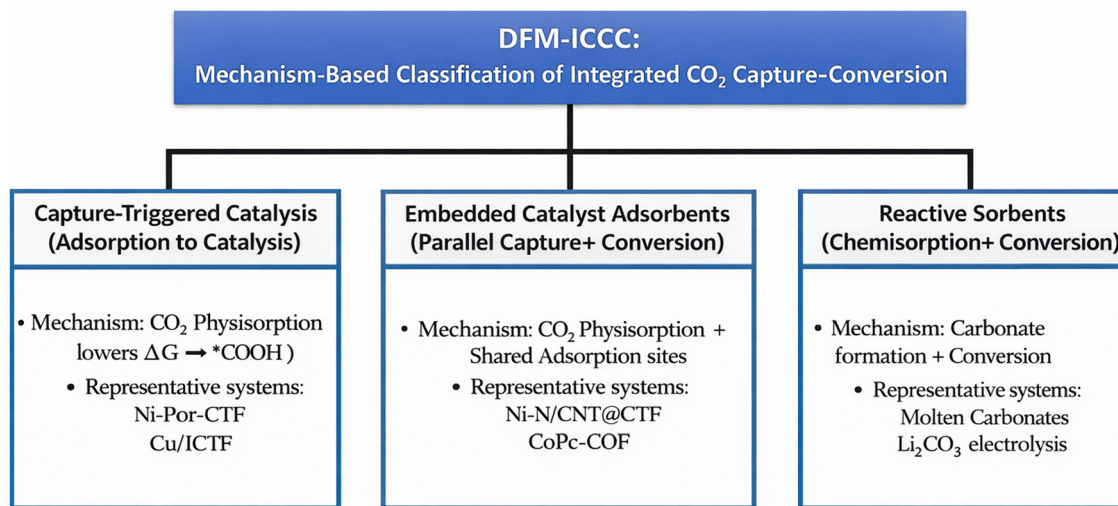 DFM-ICCC:
Mechanism-Based Classification of Integrated CO₂ Capture-Conversion
Capture-Triggered Catalysis
(Adsorption to Catalysis)
• Mechanism: CO₂ Physisorption
lowers ΔG → *COOH )
• Representative systems:
Ni-Por-CTF
Cu/ICTF
Embedded Catalyst Adsorbents
(Parallel Capture+ Conversion)
• Mechanism: CO₂ Physisorption +
Shared Adsorption sites
• Representative systems:
Ni-N/CNT@CTF
CoPc-COF
Reactive Sorbents
(Chemisorption+ Conversion)
• Mechanism: Carbonate
formation + Conversion
• Representative systems:
Molten Carbonates
Li₂CO₃ electrolysis